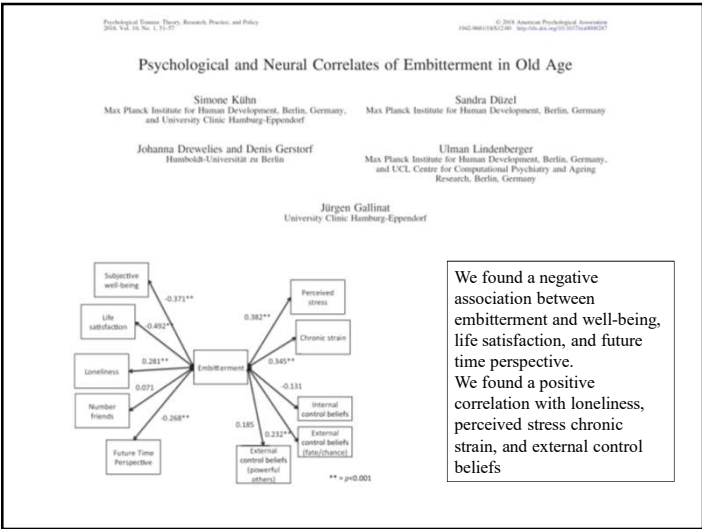 Psychological Trauma: Theory, Research, Practice, and Policy
2018, Vol. 10, No. 1, 51–57
© 2018 American Psychological Association
Psychological and Neural Correlates of Embitterment in Old Age
Simone Kühn
Max Planck Institute for Human Development, Berlin, Germany,
and University Clinic Hamburg-Eppendorf
Sandra Düzel
Max Planck Institute for Human Development, Berlin, Germany
Johanna Drewelies and Denis Gerstorf
Humboldt-Universität zu Berlin
Ulman Lindenberger
Max Planck Institute for Human Development, Berlin, Germany,
and UCL Centre for Computational Psychiatry and Ageing
Research, Berlin, Germany
Jürgen Gallinat
University Clinic Hamburg-Eppendorf
Subjective
well-being
-0.371**
Life
satisfaction
-0.492**
Loneliness
0.281**
Number
friends
0.071
Future Time
Perspective
-0.268**
Embitterment
Perceived
stress
0.382**
Chronic strain
0.345**
-0.131
Internal
control beliefs
0.232**
External
control beliefs
(fate/chance)
0.185
External
control beliefs
(powerful
others)
** = p<0.001
We found a negative
association between
embitterment and well-being,
life satisfaction, and future
time perspective.
We found a positive
correlation with loneliness,
perceived stress chronic
strain, and external control
beliefs